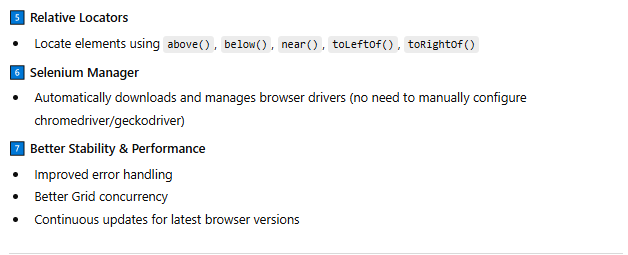 5️⃣ Relative Locators
• Locate elements using above(), below(), near(), toLeftOf(), toRightOf()
6️⃣ Selenium Manager
• Automatically downloads and manages browser drivers (no need to manually configure
chromedriver/geckodriver)
7️⃣ Better Stability & Performance
• Improved error handling
• Better Grid concurrency
• Continuous updates for latest browser versions